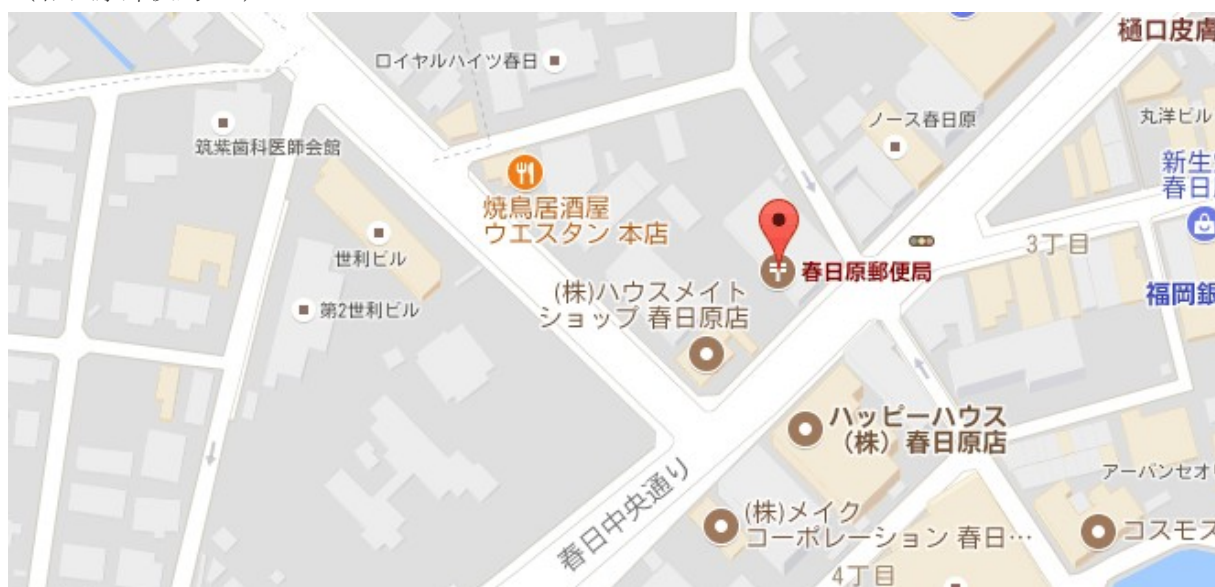 樋口皮膚
ロイヤルハイツ春日
ノース春日原
丸洋ビル
筑紫歯科医師会館
新生
春日原
焼鳥居酒屋
ウエスタン 本店
世利ビル
3丁目
春日原郵便局
第2世利ビル
(株)ハウスメイト
ショップ 春日原店
福岡銀
ハッピーハウス
(株) 春日原店
春日中央通り
アーバンセオ
(株)メイク
コーポレーション 春日…
コスモス
4丁目